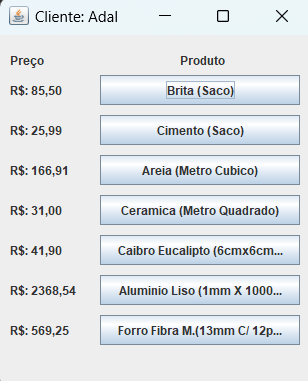 Cliente: Adal
Preço Produto
R$: 85,50 Brita (Saco)
R$: 25,99 Cimento (Saco)
R$: 166,91 Areia (Metro Cubico)
R$: 31,00 Ceramica (Metro Quadrado)
R$: 41,90 Caibro Eucalipto (6cmx6cm...
R$: 2368,54 Aluminio Liso (1mm X 1000...
R$: 569,25 Forro Fibra M.(13mm C/ 12p...